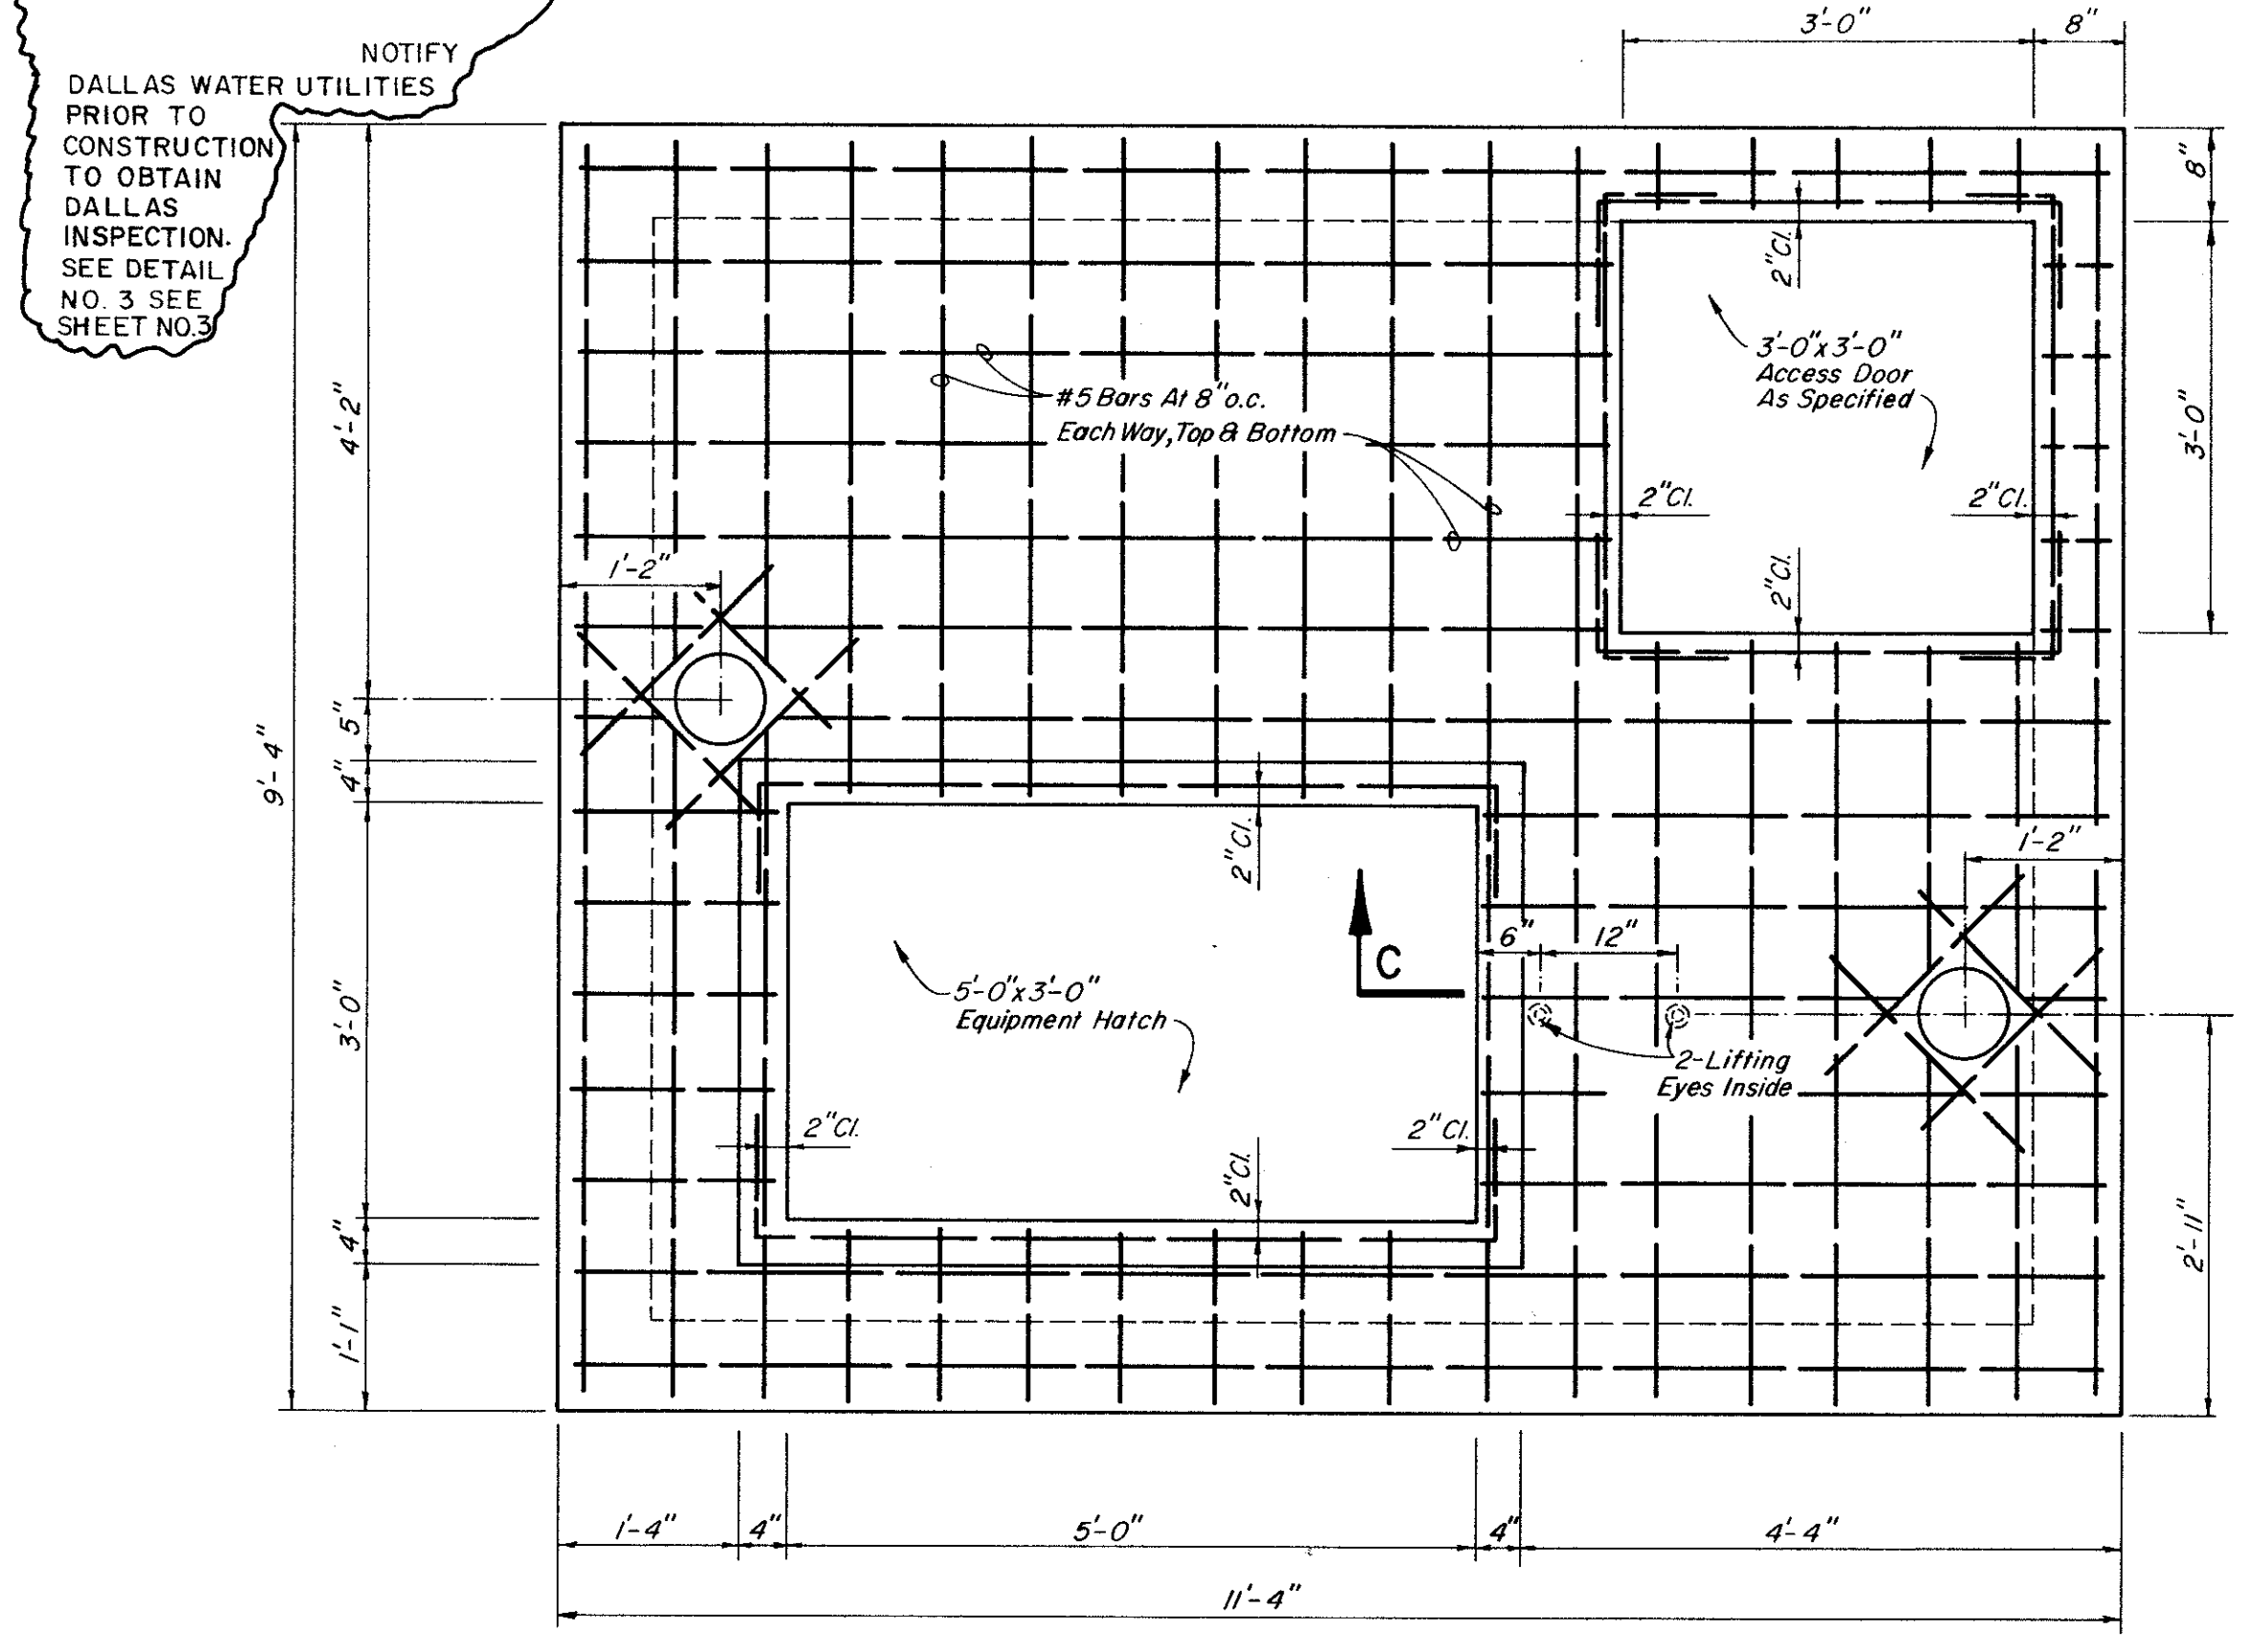 NOTIFY
DALLAS WATER UTILITIES
PRIOR TO
CONSTRUCTION
TO OBTAIN
DALLAS
INSPECTION.
SEE DETAIL
NO. 3 SEE
SHEET NO.3
3'-0"
8"
8"
3'-0"
2"Cl.
3'-0"x3'-0"
Access Door
As Specified
2"Cl.
2"Cl.
2"Cl.
#5 Bars At 8"o.c.
Each Way, Top & Bottom
4'-2"
1'-2"
5"
4"
9'-4"
3'-0"
4"
1'-1"
2"Cl.
1'-2"
6"
12"
C
5'-0"x3'-0"
Equipment Hatch
2-Lifting
Eyes Inside
2"Cl.
2"Cl.
2"Cl.
2'-11"
1'-4"
4"
5'-0"
4"
4'-4"
11'-4"